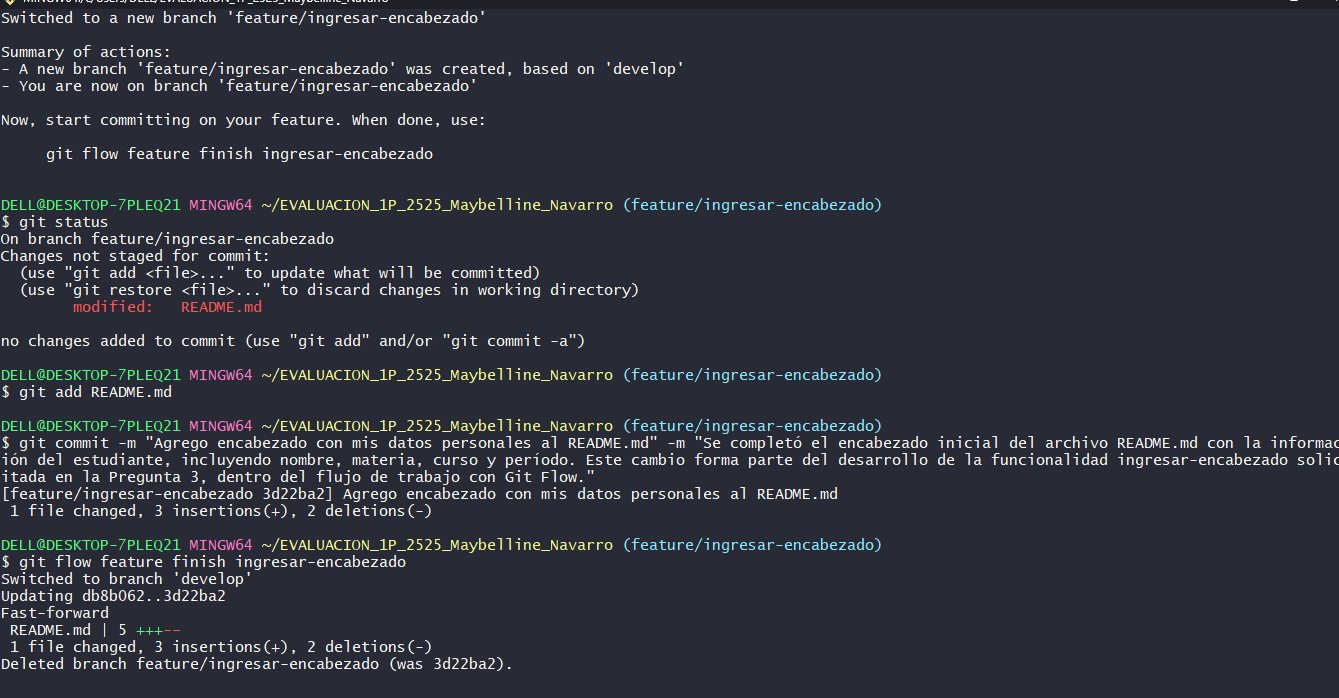 MINGW64:/c/Users/DELL/EVALUACION_1P_2525_Maybelline_Navarro
Switched to a new branch 'feature/ingresar-encabezado'
Summary of actions:
- A new branch 'feature/ingresar-encabezado' was created, based on 'develop'
- You are now on branch 'feature/ingresar-encabezado'
Now, start committing on your feature. When done, use:
git flow feature finish ingresar-encabezado
DELL@DESKTOP-7PLEQ21 MINGW64 ~/EVALUACION_1P_2525_Maybelline_Navarro (feature/ingresar-encabezado)
$ git status
On branch feature/ingresar-encabezado
Changes not staged for commit:
(use "git add <file>..." to update what will be committed)
(use "git restore <file>..." to discard changes in working directory)
modified:   README.md
no changes added to commit (use "git add" and/or "git commit -a")
DELL@DESKTOP-7PLEQ21 MINGW64 ~/EVALUACION_1P_2525_Maybelline_Navarro (feature/ingresar-encabezado)
$ git add README.md
DELL@DESKTOP-7PLEQ21 MINGW64 ~/EVALUACION_1P_2525_Maybelline_Navarro (feature/ingresar-encabezado)
$ git commit -m "Agrego encabezado con mis datos personales al README.md" -m "Se completó el encabezado inicial del archivo README.md con la informac
ión del estudiante, incluyendo nombre, materia, curso y período. Este cambio forma parte del desarrollo de la funcionalidad ingresar-encabezado solic
itada en la Pregunta 3, dentro del flujo de trabajo con Git Flow."
[feature/ingresar-encabezado 3d22ba2] Agrego encabezado con mis datos personales al README.md
1 file changed, 3 insertions(+), 2 deletions(-)
DELL@DESKTOP-7PLEQ21 MINGW64 ~/EVALUACION_1P_2525_Maybelline_Navarro (feature/ingresar-encabezado)
$ git flow feature finish ingresar-encabezado
Switched to branch 'develop'
Updating db8b062..3d22ba2
Fast-forward
README.md | 5 +++--
1 file changed, 3 insertions(+), 2 deletions(-)
Deleted branch feature/ingresar-encabezado (was 3d22ba2).